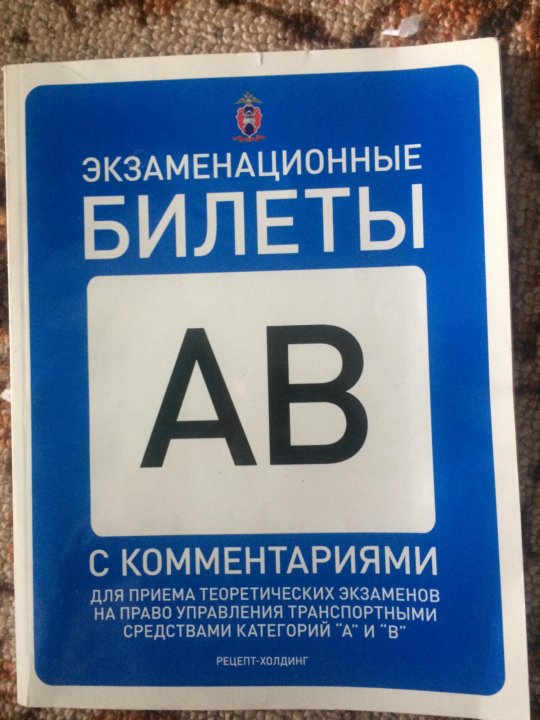 ЭКЗАМЕНАЦИОННЫЕ
БИЛЕТЫ
АВ
С КОММЕНТАРИЯМИ
ДЛЯ ПРИЕМА ТЕОРЕТИЧЕСКИХ ЭКЗАМЕНОВ
НА ПРАВО УПРАВЛЕНИЯ ТРАНСПОРТНЫМИ
СРЕДСТВАМИ КАТЕГОРИЙ "А" И "В"
РЕЦЕПТ-ХОЛДИНГ